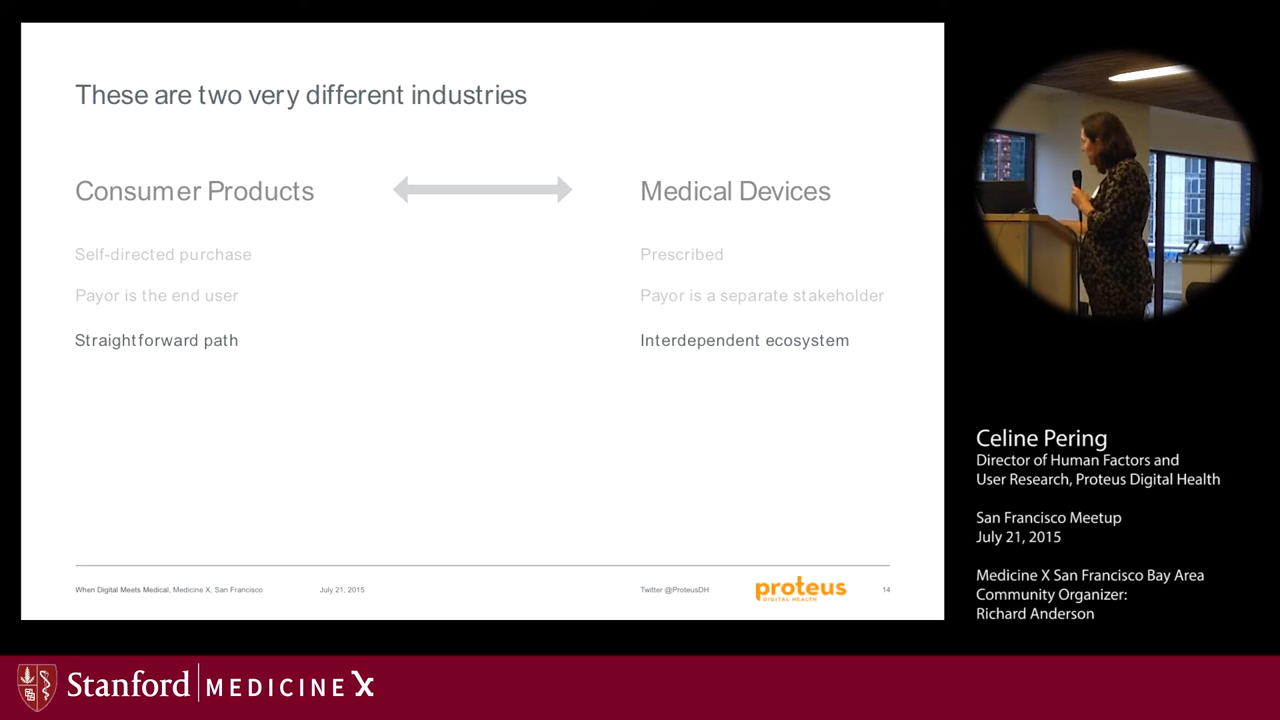 These are two very different industries
Consumer Products
Medical Devices
Self-directed purchase
Prescribed
Payor is the end user
Payor is a separate stakeholder
Straightforward path
Interdependent ecosystem
When Digital Meets Medical, Medicine X, San Francisco
July 21, 2015
Twitter @ProteusDH
proteus
DIGITAL HEALTH
14
Celine Pering
Director of Human Factors and
User Research, Proteus Digital Health
San Francisco Meetup
July 21, 2015
Medicine X San Francisco Bay Area
Community Organizer:
Richard Anderson
Stanford MEDICINE X